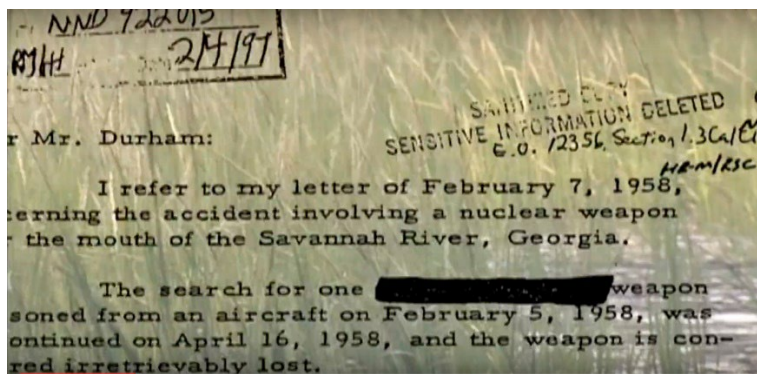 NND 922015
2/4/97
SANITIZED COPY
SENSITIVE INFORMATION DELETED
E.O. 12356, Section 1.3(a)
r Mr. Durham:
I refer to my letter of February 7, 1958,
cerning the accident involving a nuclear weapon
r the mouth of the Savannah River, Georgia.
The search for one weapon
soned from an aircraft on February 5, 1958, was
ontinued on April 16, 1958, and the weapon is con-
red irretrievably lost.